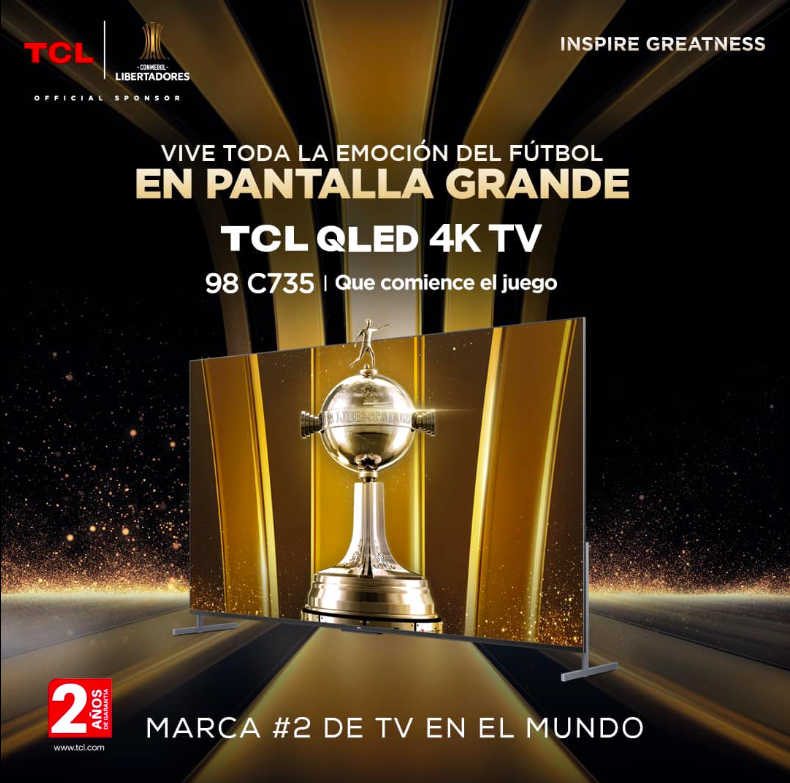 TCL
CONMEBOL
LIBERTADORES
OFFICIAL SPONSOR
INSPIRE GREATNESS
VIVE TODA LA EMOCIÓN DEL FÚTBOL
EN PANTALLA GRANDE
TCL QLED 4K TV
98 C735 | Que comience el juego
2 AÑOS
DE GARANTIA
www.tcl.com
MARCA #2 DE TV EN EL MUNDO